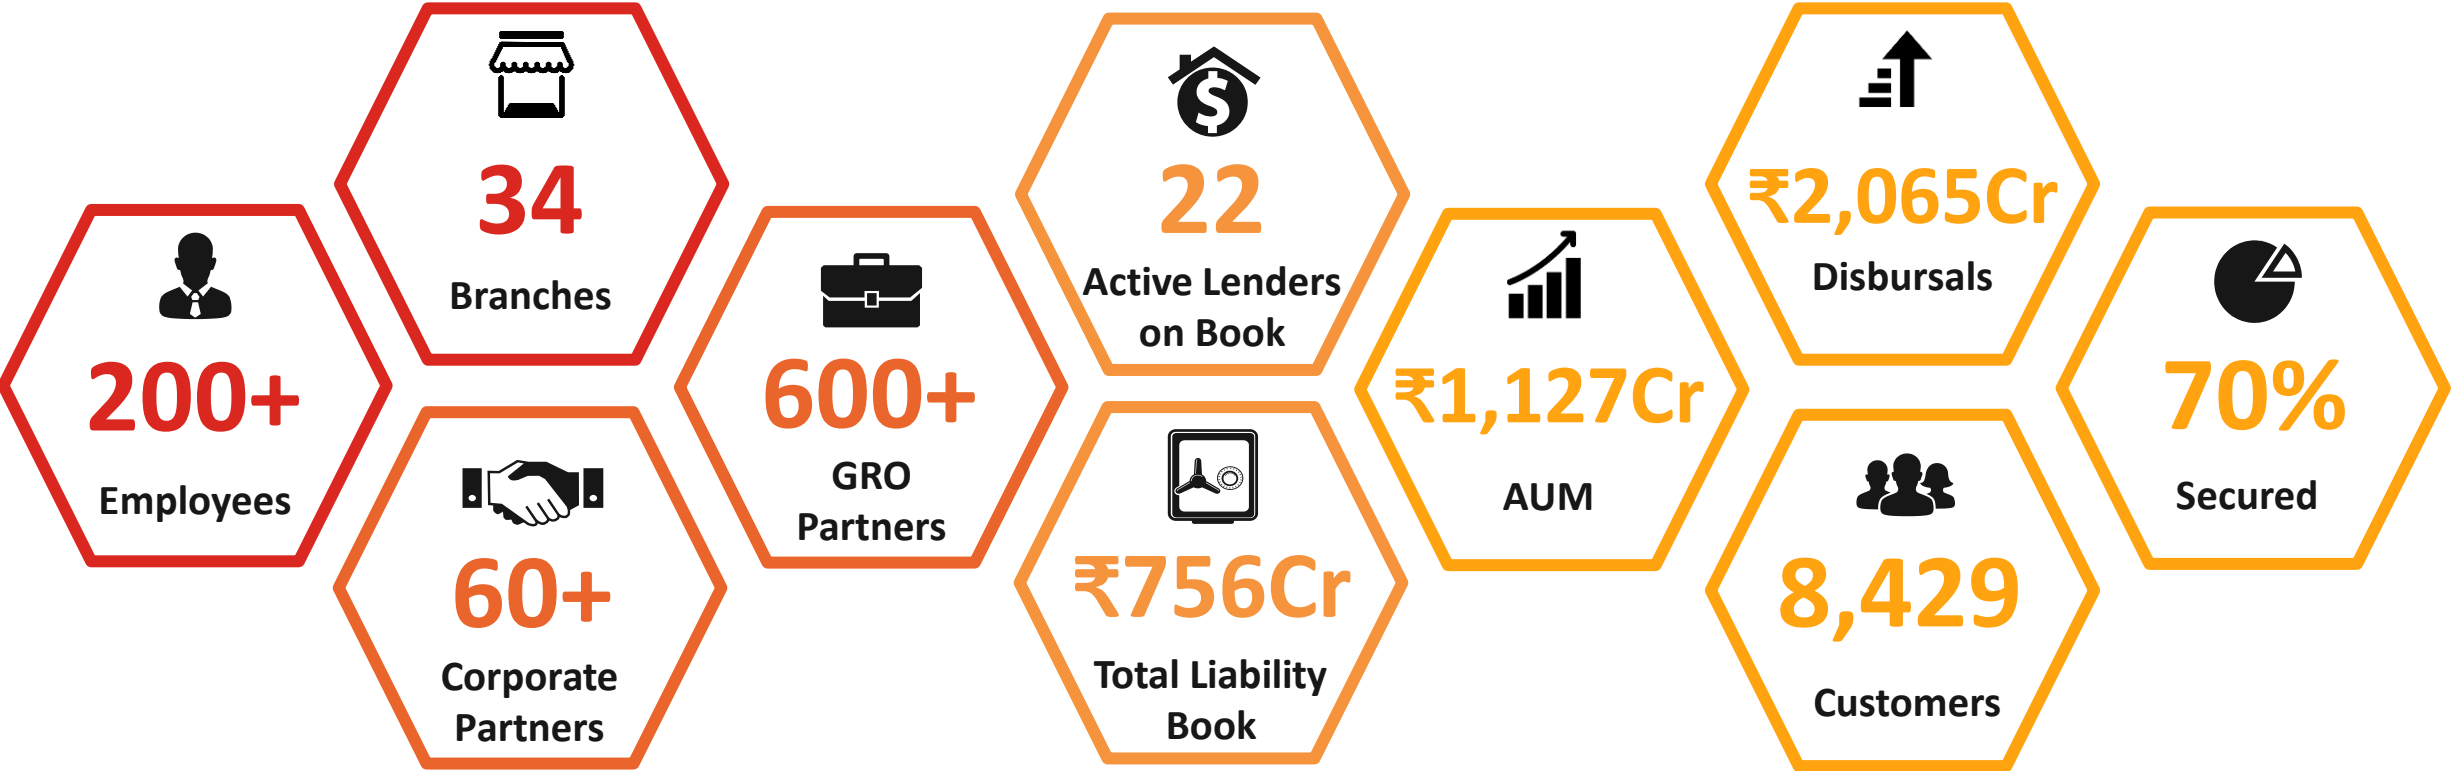 200+
Employees
34
Branches
60+
Corporate
Partners
600+
GRO
Partners
22
Active Lenders
on Book
₹756Cr
Total Liability
Book
₹1,127Cr
AUM
₹2,065Cr
Disbursals
8,429
Customers
70%
Secured